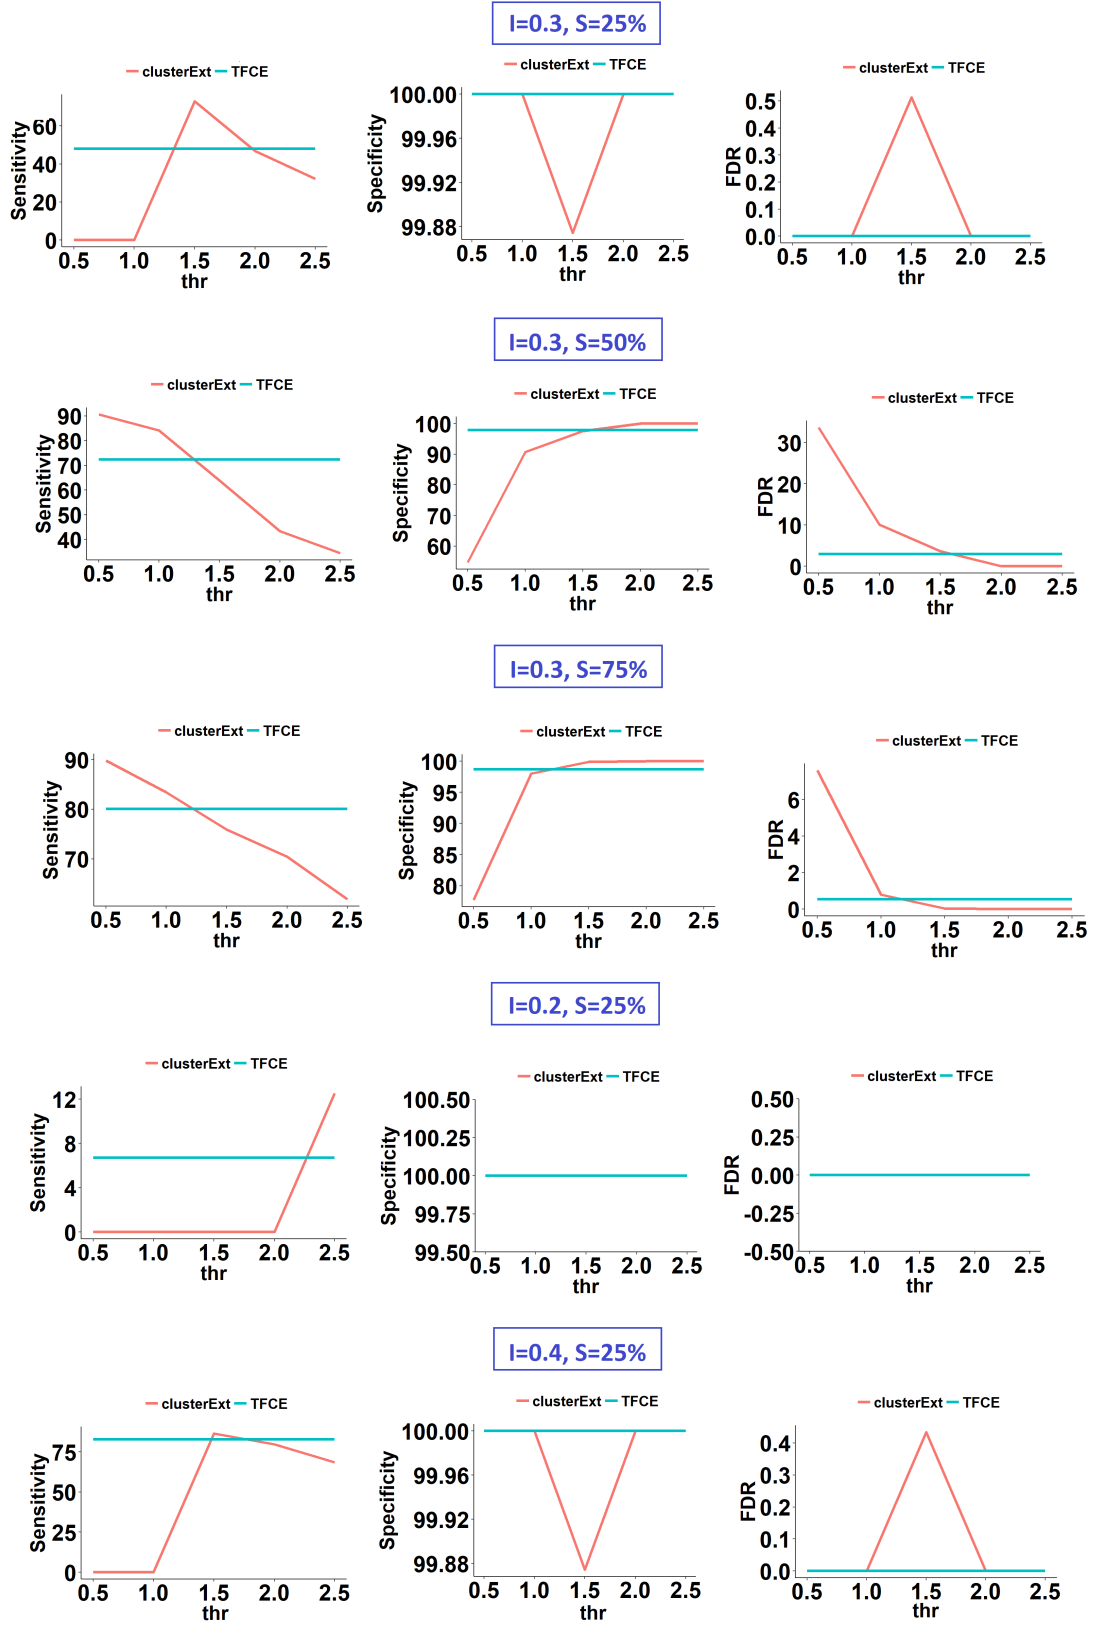 I=0.3, S=25%
clusterExt TFCE
Sensitivity
60
40
20
0
0.5 1.0 1.5 2.0 2.5
thr
clusterExt TFCE
Specificity
100.00
99.96
99.92
99.88
0.5 1.0 1.5 2.0 2.5
thr
clusterExt TFCE
FDR
0.5
0.4
0.3
0.2
0.1
0.0
0.5 1.0 1.5 2.0 2.5
thr
I=0.3, S=50%
clusterExt TFCE
Sensitivity
90
80
70
60
50
40
0.5 1.0 1.5 2.0 2.5
thr
clusterExt TFCE
Specificity
100
90
80
70
60
0.5 1.0 1.5 2.0 2.5
thr
clusterExt TFCE
FDR
30
20
10
0
0.5 1.0 1.5 2.0 2.5
thr
I=0.3, S=75%
clusterExt TFCE
Sensitivity
90
80
70
0.5 1.0 1.5 2.0 2.5
thr
clusterExt TFCE
Specificity
100
95
90
85
80
0.5 1.0 1.5 2.0 2.5
thr
clusterExt TFCE
FDR
6
4
2
0
0.5 1.0 1.5 2.0 2.5
thr
I=0.2, S=25%
clusterExt TFCE
Sensitivity
12
8
4
0
0.5 1.0 1.5 2.0 2.5
thr
clusterExt TFCE
Specificity
100.50
100.25
100.00
99.75
99.50
0.5 1.0 1.5 2.0 2.5
thr
clusterExt TFCE
FDR
0.50
0.25
0.00
-0.25
-0.50
0.5 1.0 1.5 2.0 2.5
thr
I=0.4, S=25%
clusterExt TFCE
Sensitivity
75
50
25
0
0.5 1.0 1.5 2.0 2.5
thr
clusterExt TFCE
Specificity
100.00
99.96
99.92
99.88
0.5 1.0 1.5 2.0 2.5
thr
clusterExt TFCE
FDR
0.4
0.3
0.2
0.1
0.0
0.5 1.0 1.5 2.0 2.5
thr